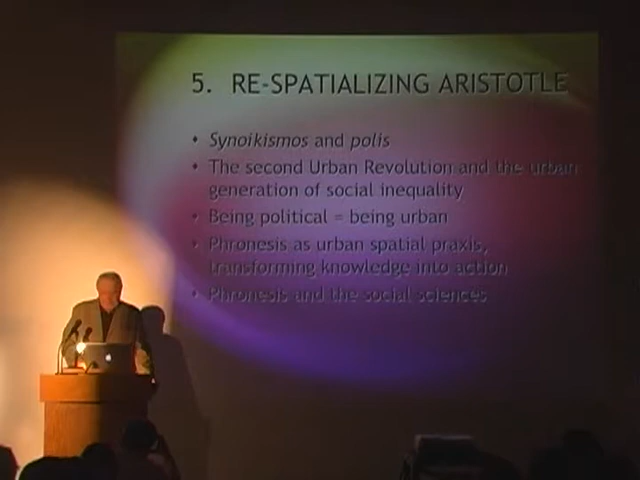 5. RE-SPATIALIZING ARISTOTLE
• Synoikismos and polis
• The second Urban Revolution and the urban
generation of social inequality
• Being political = being urban
• Phronesis as urban spatial praxis,
transforming knowledge into action
• Phronesis and the social sciences